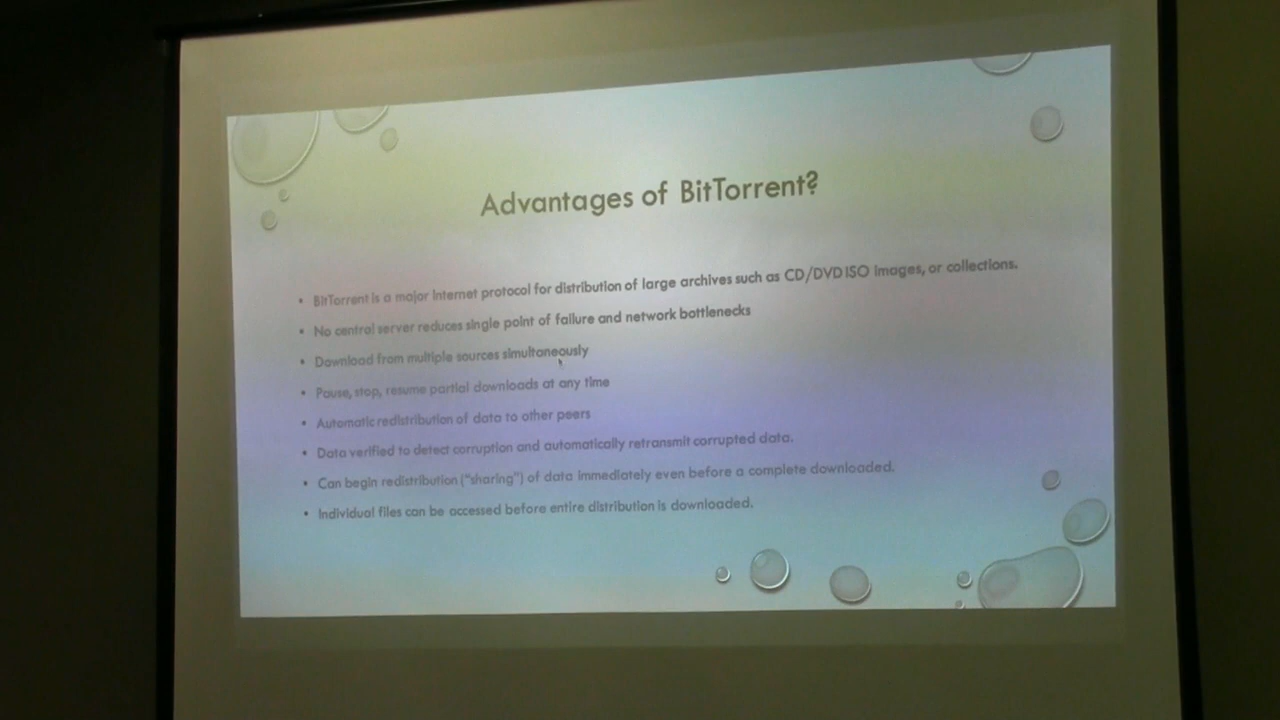 Advantages of BitTorrent?
• BitTorrent is a major Internet protocol for distribution of large archives such as CD/DVD ISO images, or collections.
• No central server reduces single point of failure and network bottlenecks
• Download from multiple sources simultaneously
• Pause, stop, resume partial downloads at any time
• Automatic redistribution of data to other peers
• Data verified to detect corruption and automatically retransmit corrupted data.
• Can begin redistribution ("sharing") of data immediately even before a complete downloaded.
• Individual files can be accessed before entire distribution is downloaded.